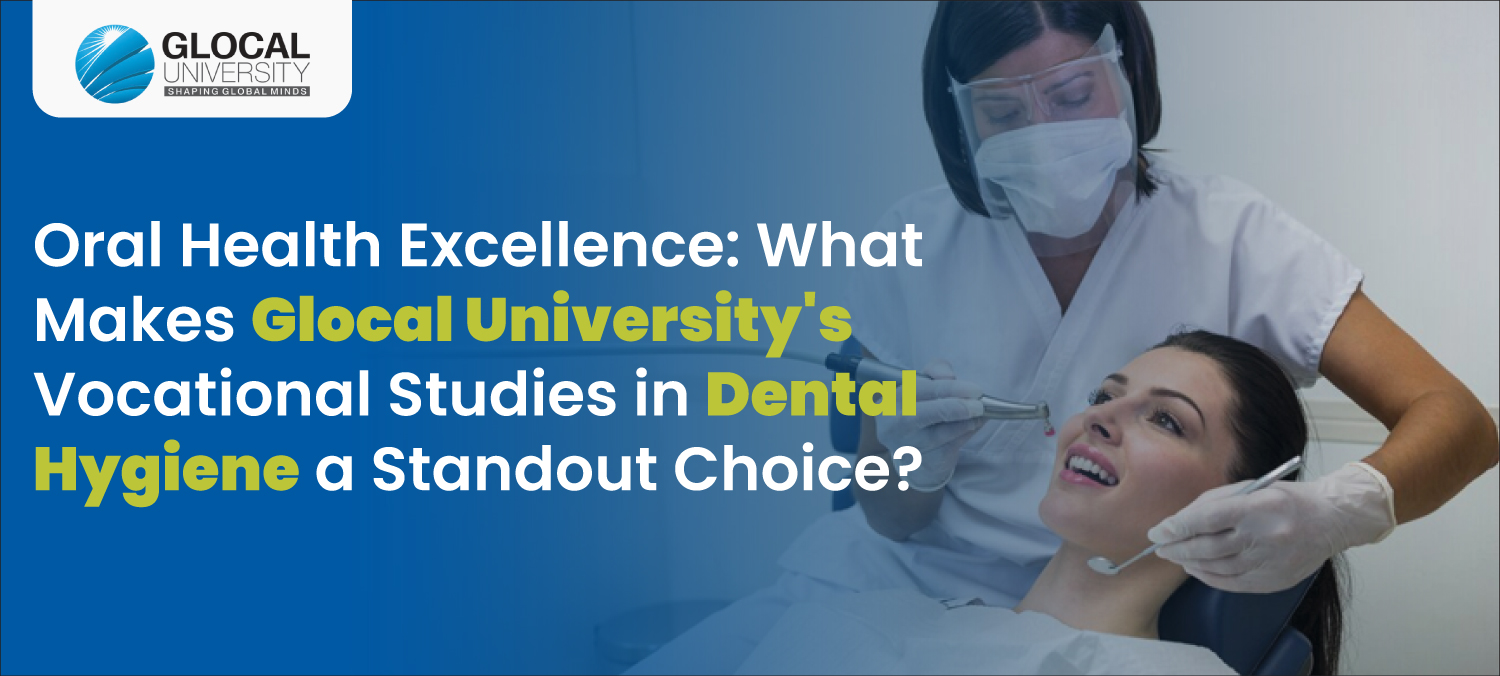 GLOCAL
UNIVERSITY
SHAPING GLOBAL MINDS
Oral Health Excellence: What
Makes Glocal University's
Vocational Studies in Dental
Hygiene a Standout Choice?